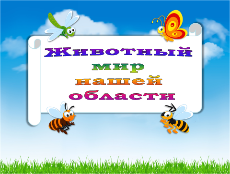 Животный
мир
нашей
области